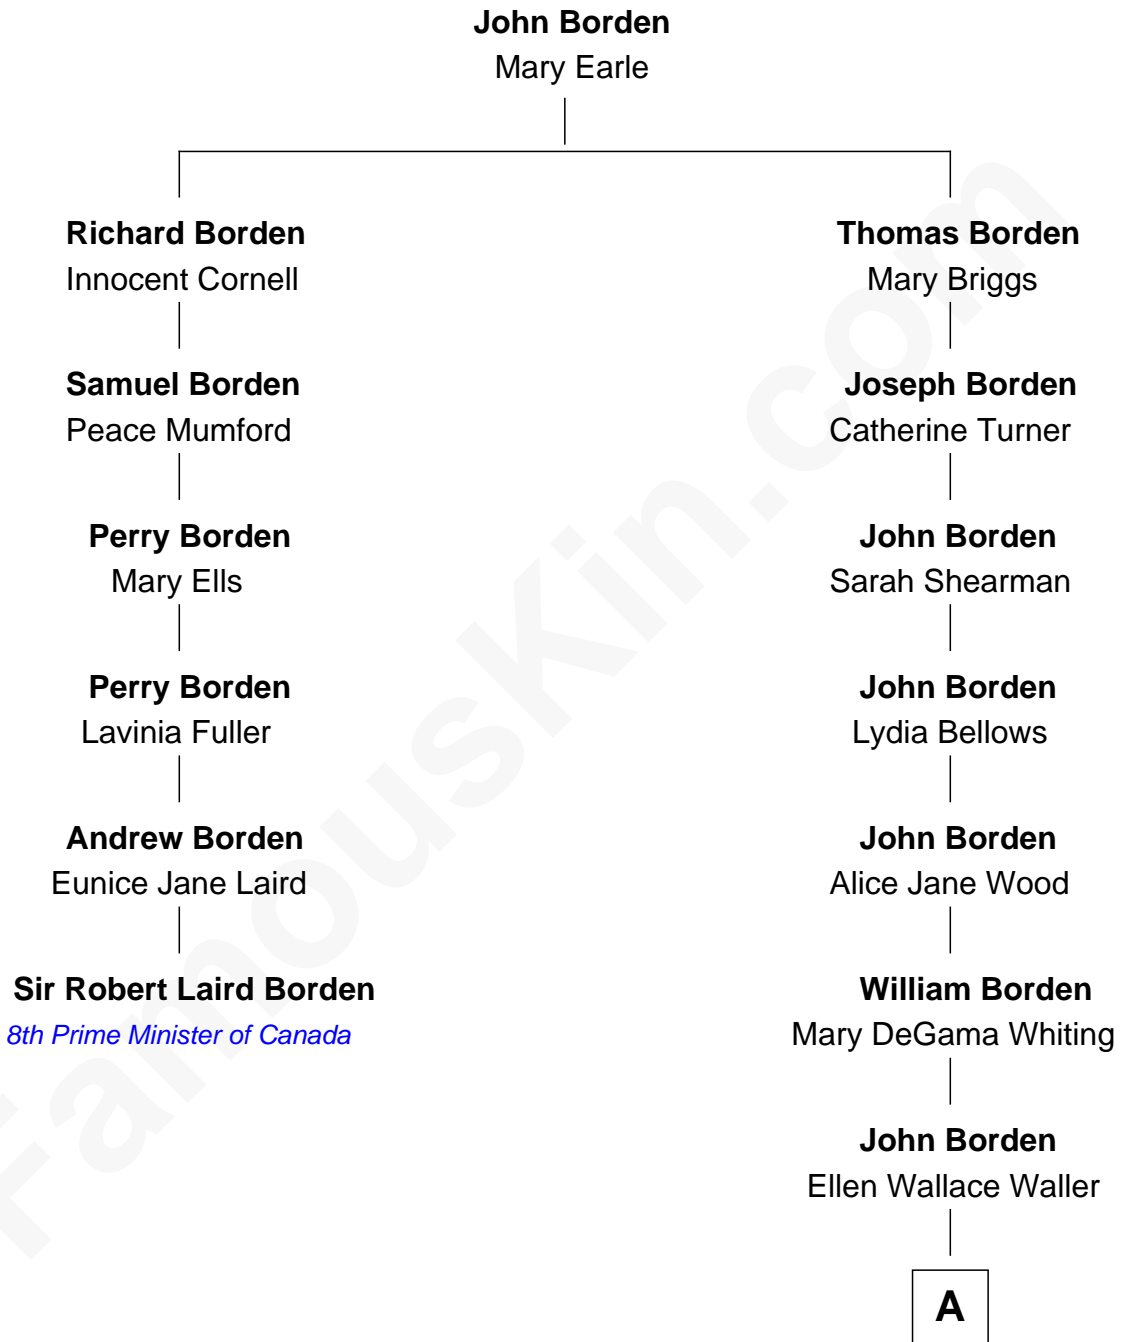 John Borden
Mary Earle
Richard Borden
Innocent Cornell
Thomas Borden
Mary Briggs
Samuel Borden
Peace Mumford
Joseph Borden
Catherine Turner
Perry Borden
Mary Ells
John Borden
Sarah Shearman
Perry Borden
Lavinia Fuller
John Borden
Lydia Bellows
Andrew Borden
Eunice Jane Laird
John Borden
Alice Jane Wood
Sir Robert Laird Borden
8th Prime Minister of Canada
William Borden
Mary DeGama Whiting
John Borden
Ellen Wallace Waller
A
FamousKin.com